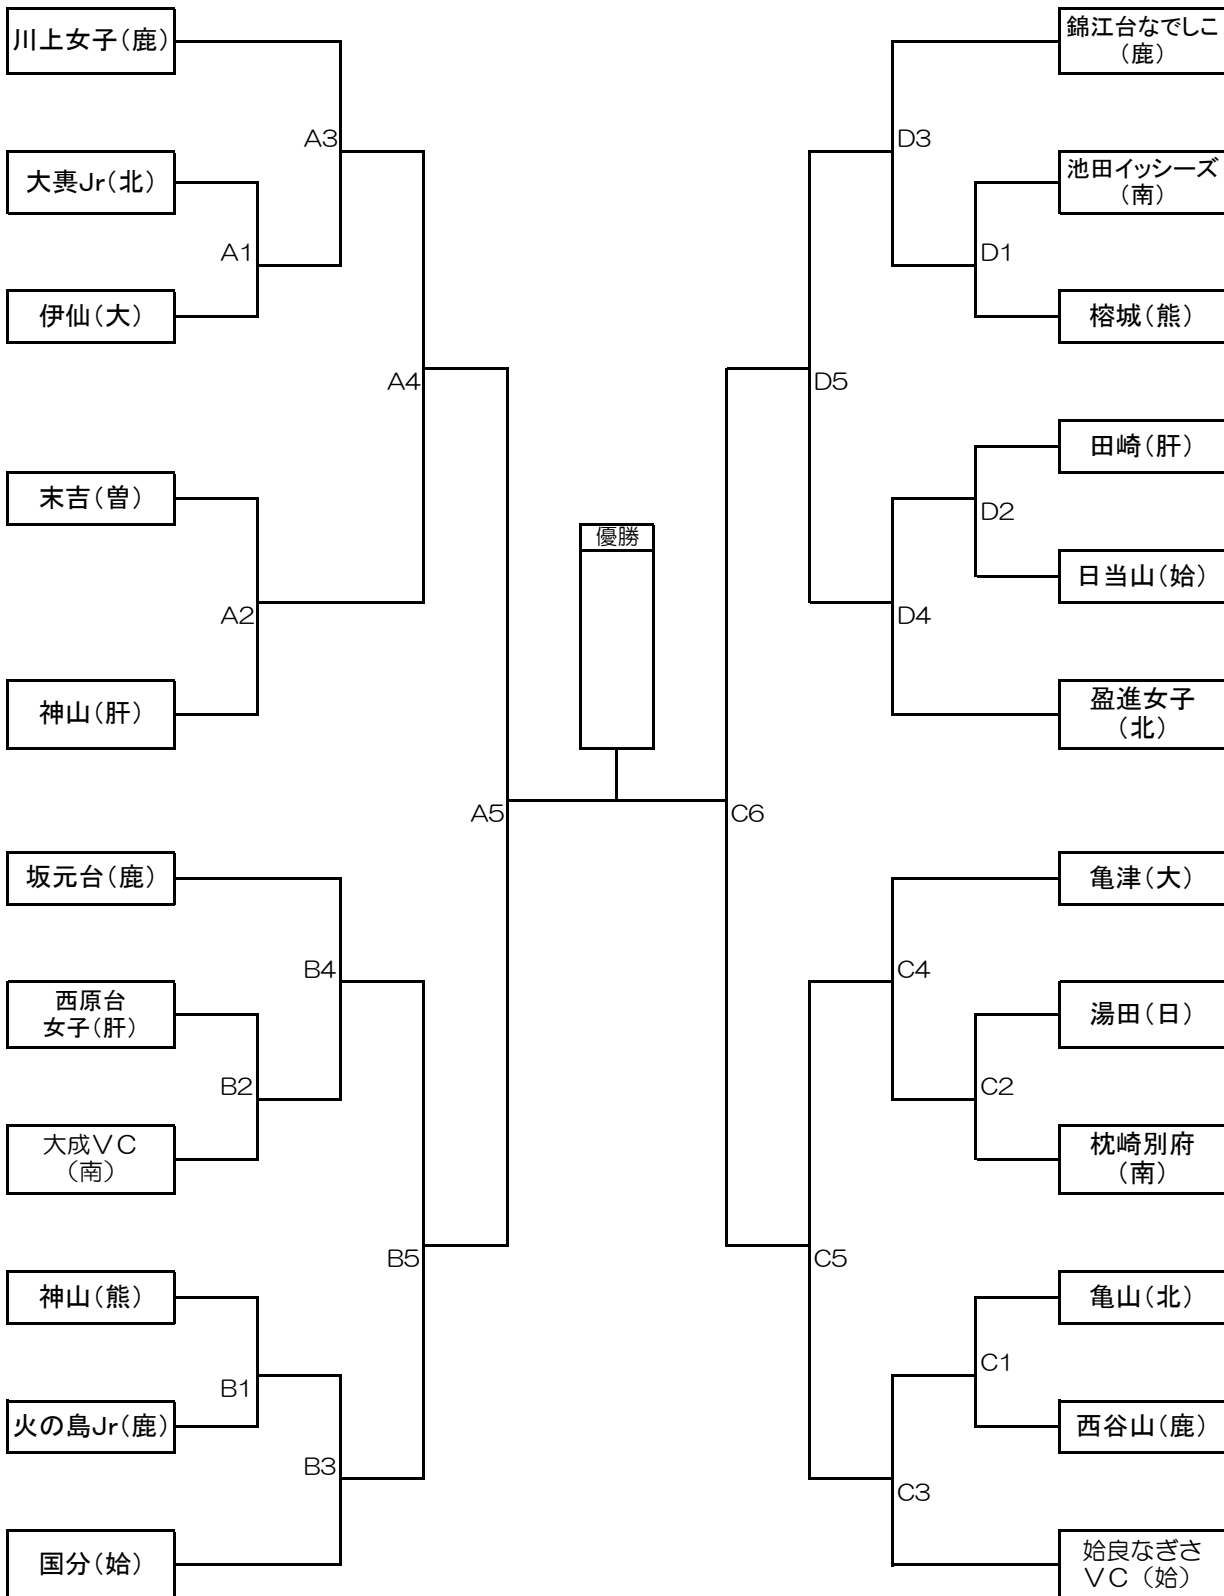 川上女子（鹿）
A3
大裏Jr（北）
A1
伊仙（大）
A4
末吉（曽）
A2
神山（肝）
A5
坂元台（鹿）
B4
西原台
女子（肝）
B2
大成ＶＣ
（南）
B5
神山（熊）
B1
火の島Jr（鹿）
B3
国分（始）
優勝
錦江台なでしこ
（鹿）
D3
池田イッシーズ
（南）
D1
榕城（熊）
D5
田崎（肝）
D2
日当山（始）
D4
盈進女子
（北）
C6
亀津（大）
C4
湯田（日）
C2
枕崎別府
（南）
C5
亀山（北）
C1
西谷山（鹿）
C3
姶良なぎさ
ＶＣ（始）